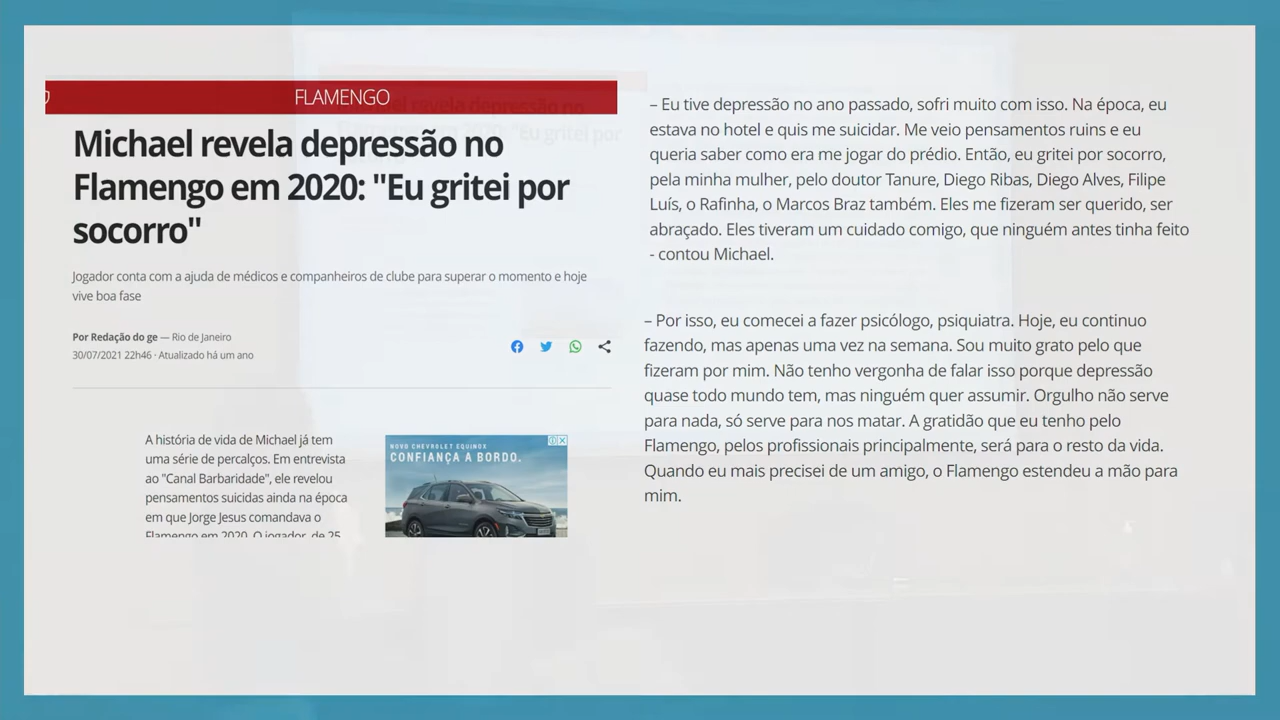 FLAMENGO
Michael revela depressão no
Flamengo em 2020: "Eu gritei por
socorro"
Jogador conta com a ajuda de médicos e companheiros de clube para superar o momento e hoje
vive boa fase
Por Redação do ge — Rio de Janeiro
30/07/2021 22h46 · Atualizado há um ano
A história de vida de Michael já tem
uma série de percalços. Em entrevista
ao "Canal Barbaridade", ele revelou
pensamentos suicidas ainda na época
em que Jorge Jesus comandava o
Flamengo em 2020. O jogador, de 25
NOVO CHEVROLET EQUINOX
CONFIANÇA A BORDO.
– Eu tive depressão no ano passado, sofri muito com isso. Na época, eu
estava no hotel e quis me suicidar. Me veio pensamentos ruins e eu
queria saber como era me jogar do prédio. Então, eu gritei por socorro,
pela minha mulher, pelo doutor Tanure, Diego Ribas, Diego Alves, Filipe
Luís, o Rafinha, o Marcos Braz também. Eles me fizeram ser querido, ser
abraçado. Eles tiveram um cuidado comigo, que ninguém antes tinha feito
- contou Michael.
– Por isso, eu comecei a fazer psicólogo, psiquiatra. Hoje, eu continuo
fazendo, mas apenas uma vez na semana. Sou muito grato pelo que
fizeram por mim. Não tenho vergonha de falar isso porque depressão
quase todo mundo tem, mas ninguém quer assumir. Orgulho não serve
para nada, só serve para nos matar. A gratidão que eu tenho pelo
Flamengo, pelos profissionais principalmente, será para o resto da vida.
Quando eu mais precisei de um amigo, o Flamengo estendeu a mão para
mim.